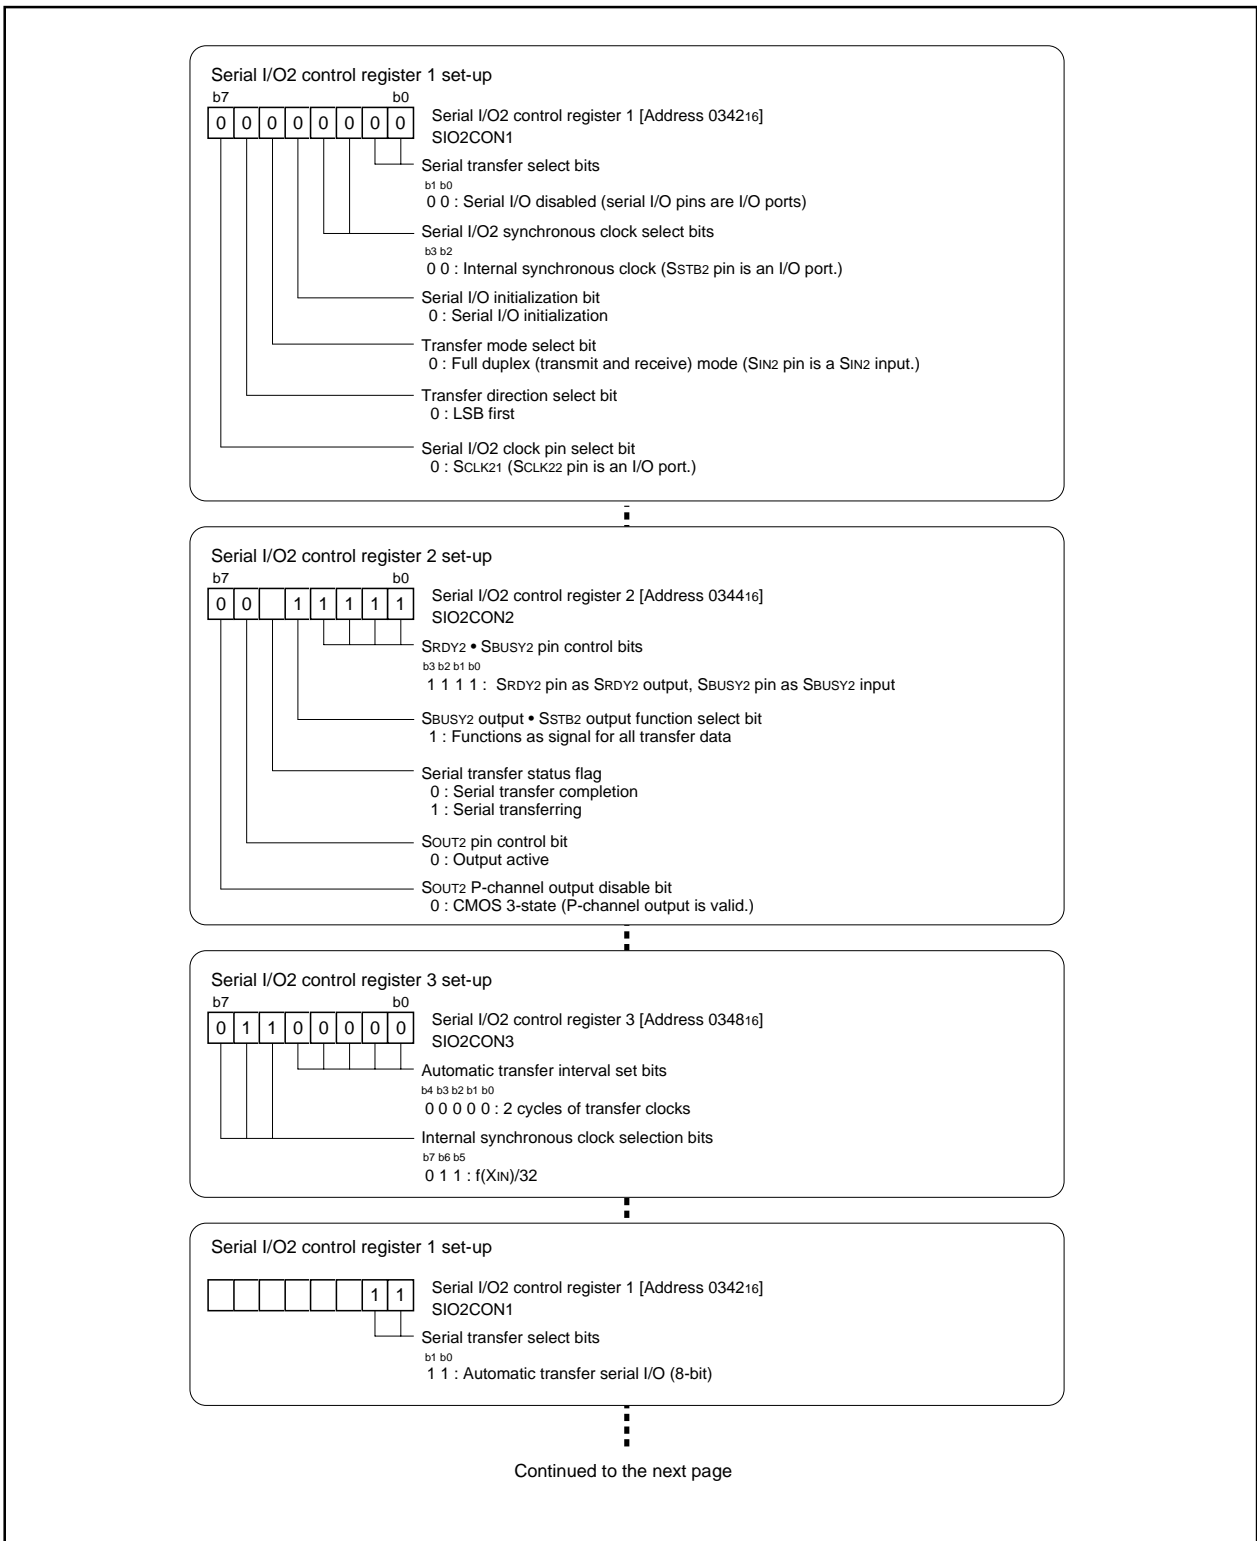 Serial I/O2 control register 1 set-up
b7 b0
0 0 0 0 0 0 0 0 Serial I/O2 control register 1 [Address 034216]
SIO2CON1
Serial transfer select bits
b1 b0
0 0 : Serial I/O disabled (serial I/O pins are I/O ports)
Serial I/O2 synchronous clock select bits
b3 b2
0 0 : Internal synchronous clock (SSTB2 pin is an I/O port.)
Serial I/O initialization bit
0 : Serial I/O initialization
Transfer mode select bit
0 : Full duplex (transmit and receive) mode (SIN2 pin is a SIN2 input.)
Transfer direction select bit
0 : LSB first
Serial I/O2 clock pin select bit
0 : SCLK21 (SCLK22 pin is an I/O port.)
Serial I/O2 control register 2 set-up
b7 b0
0 0 1 1 1 1 1 Serial I/O2 control register 2 [Address 034416]
SIO2CON2
SRDY2 • SBUSY2 pin control bits
b3 b2 b1 b0
1 1 1 1 : SRDY2 pin as SRDY2 output, SBUSY2 pin as SBUSY2 input
SBUSY2 output • SSTB2 output function select bit
1 : Functions as signal for all transfer data
Serial transfer status flag
0 : Serial transfer completion
1 : Serial transferring
SOUT2 pin control bit
0 : Output active
SOUT2 P-channel output disable bit
0 : CMOS 3-state (P-channel output is valid.)
Serial I/O2 control register 3 set-up
b7 b0
0 1 1 0 0 0 0 0 Serial I/O2 control register 3 [Address 034816]
SIO2CON3
Automatic transfer interval set bits
b4 b3 b2 b1 b0
0 0 0 0 0 : 2 cycles of transfer clocks
Internal synchronous clock selection bits
b7 b6 b5
0 1 1 : f(XIN)/32
Serial I/O2 control register 1 set-up
1 1 Serial I/O2 control register 1 [Address 034216]
SIO2CON1
Serial transfer select bits
b1 b0
1 1 : Automatic transfer serial I/O (8-bit)
Continued to the next page